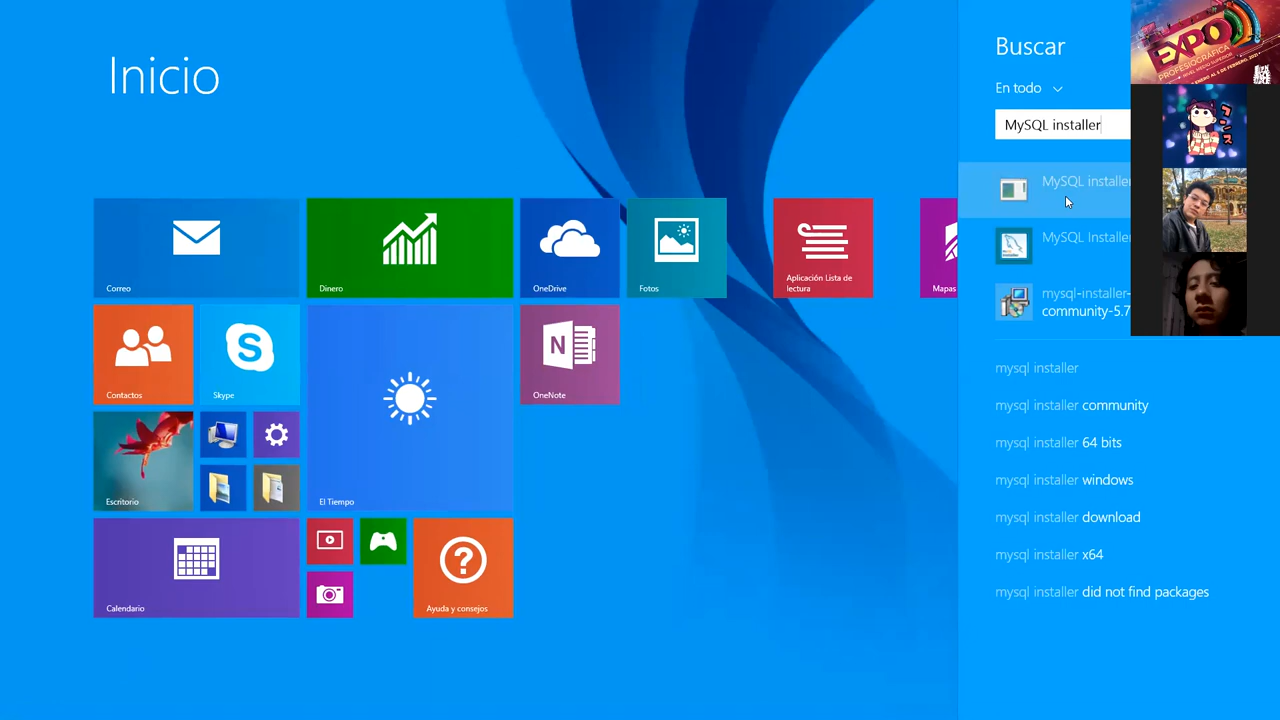 Inicio
Correo
Dinero
OneDrive
Fotos
Aplicación Lista de
lectura
Mapas
Contactos
Skype
OneNote
Escritorio
El Tiempo
Calendario
Ayuda y consejos
Buscar
En todo
MySQL installer
MySQL installer
MySQL Installer
mysql-installer-
community-5.7
mysql installer
mysql installer community
mysql installer 64 bits
mysql installer windows
mysql installer download
mysql installer x64
mysql installer did not find packages
EXPO
PROFESIOGRÁFICA